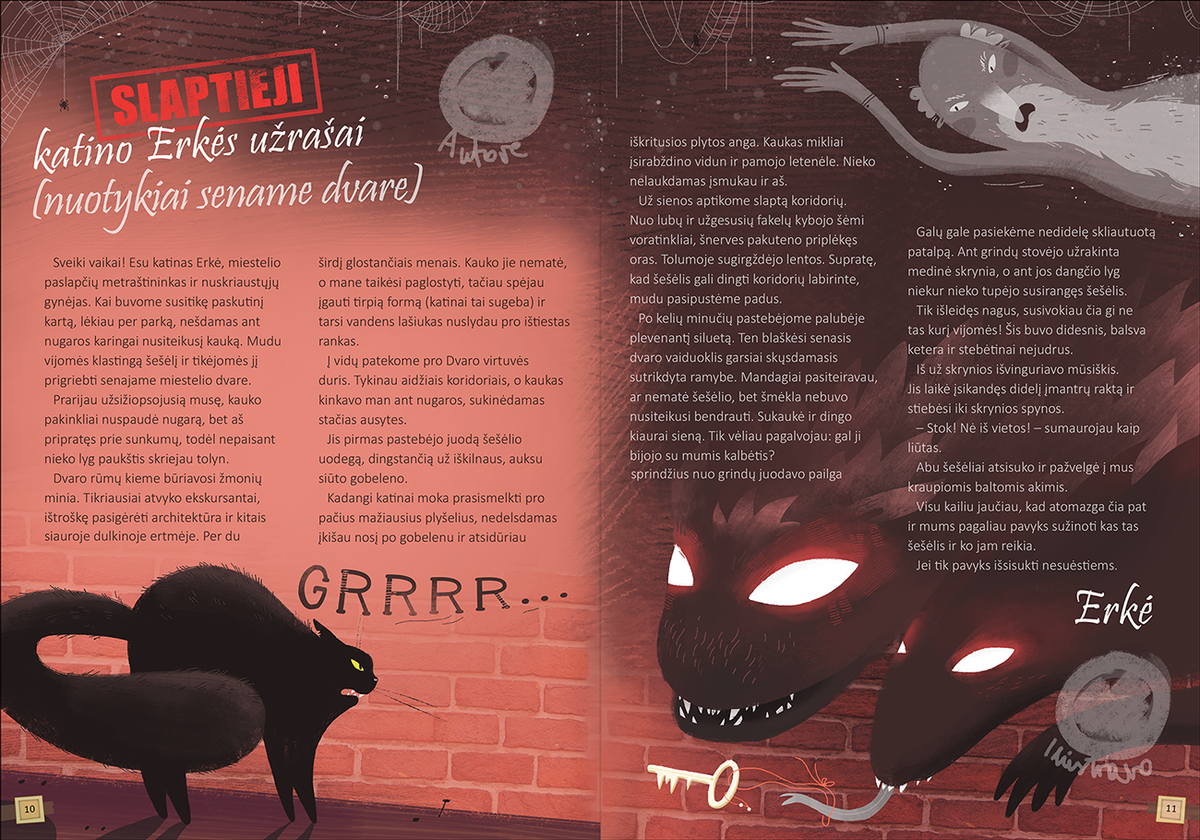 SLAPTIEJI
katino Erkės užrašai
(nuotykiai sename dvare)
Autorė
Sveiki vaikai! Esu katinas Erkė, miestelio
paslapčių metraštininkas ir nuskriaustųjų
gynėjas. Kai buvome susitikę paskutinį
kartą, lėkiau per parką, nešdamas ant
nugaros karingai nusiteikusį kauką. Mudu
vijomės klastingą šešėlį ir tikėjomės jį
prigriebti senajame miestelio dvare.
Prarijau užsižiopsojusią musę, kauko
pakinkliai nuspaudė nugarą, bet aš
pripratęs prie sunkumų, todėl nepaisant
nieko lyg paukštis skriejau tolyn.
Dvaro rūmų kieme būriavosi žmonių
minia. Tikriausiai atvyko ekskursantai,
ištroškę pasigėrėti architektūra ir kitais
siauroje dulkinoje ertmėje. Per du
širdį glostančiais menais. Kauko jie nematė,
o mane taikėsi paglostyti, tačiau spėjau
įgauti tirpią formą (katinai tai sugeba) ir
tarsi vandens lašiukas nuslydau pro ištiestas
rankas.
Į vidų patekome pro Dvaro virtuvės
duris. Tykinau aidžiais koridoriais, o kaukas
kinkavo man ant nugaros, sukinėdamas
stačias ausytes.
Jis pirmas pastebėjo juodą šešėlio
uodegą, dingstančią už iškilnaus, auksu
siūto gobeleno.
Kadangi katinai moka prasismelkti pro
pačius mažiausius plyšelius, nedelsdamas
įkišau nosį po gobelenu ir atsidūriau
GRRRR...
10
iškritusios plytos anga. Kaukas mikliai
įsirabždino vidun ir pamojo letenėle. Nieko
nelaukdamas įsmukau ir aš.
Už sienos aptikome slaptą koridorių.
Nuo lubų ir užgesusių fakelų kybojo šėmi
voratinkliai, šnerves pakuteno priplėkęs
oras. Tolumoje sugirgždėjo lentos. Supratę,
kad šešėlis gali dingti koridorių labirinte,
mudu pasipustėme padus.
Po kelių minučių pastebėjome palubėje
plevenantį siluetą. Ten blaškėsi senasis
dvaro vaiduoklis garsiai skųsdamasis
sutrikdyta ramybe. Mandagiai pasiteiravau,
ar nematė šešėlio, bet šmėkla nebuvo
nusiteikusi bendrauti. Sukaukė ir dingo
kiaurai sieną. Tik vėliau pagalvojau: gal ji
bijojo su mumis kalbėtis?
sprindžius nuo grindų juodavo pailga
Galų gale pasiekėme nedidelę skliautuotą
patalpą. Ant grindų stovėjo užrakinta
medinė skrynia, o ant jos dangčio lyg
niekur nieko tupėjo susirangęs šešėlis.
Tik išleidęs nagus, susivokiau čia gi ne
tas kurį vijomės! Šis buvo didesnis, balsva
ketera ir stebėtinai nejudrus.
Iš už skrynios išvinguriavo mūsiškis.
Jis laikė įsikandęs didelį įmantrų raktą ir
stiebėsi iki skrynios spynos.
– Stok! Nė iš vietos! – sumaurojau kaip
liūtas.
Abu šešėliai atsisuko ir pažvelgė į mus
kraupiomis baltomis akimis.
Visu kailiu jaučiau, kad atomazga čia pat
ir mums pagaliau pavyks sužinoti kas tas
šešėlis ir ko jam reikia.
Jei tik pavyks išsisukti nesuėstiems.
Erkė
Iliustravo
11